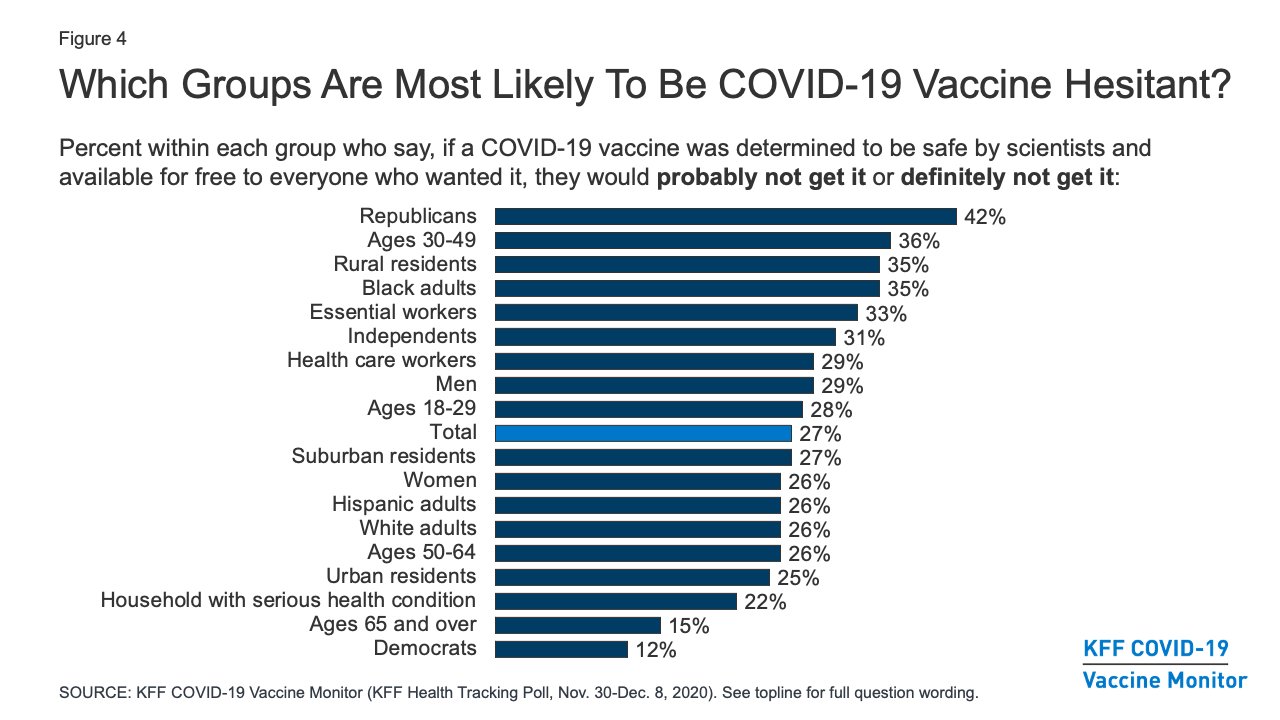 Figure 4
Which Groups Are Most Likely To Be COVID-19 Vaccine Hesitant?
Percent within each group who say, if a COVID-19 vaccine was determined to be safe by scientists and
available for free to everyone who wanted it, they would probably not get it or definitely not get it:
Republicans 42%
Ages 30-49 36%
Rural residents 35%
Black adults 35%
Essential workers 33%
Independents 31%
Health care workers 29%
Men 29%
Ages 18-29 28%
Total 27%
Suburban residents 27%
Women 26%
Hispanic adults 26%
White adults 26%
Ages 50-64 26%
Urban residents 25%
Household with serious health condition 22%
Ages 65 and over 15%
Democrats 12%
KFF COVID-19
Vaccine Monitor
SOURCE: KFF COVID-19 Vaccine Monitor (KFF Health Tracking Poll, Nov. 30-Dec. 8, 2020). See topline for full question wording.